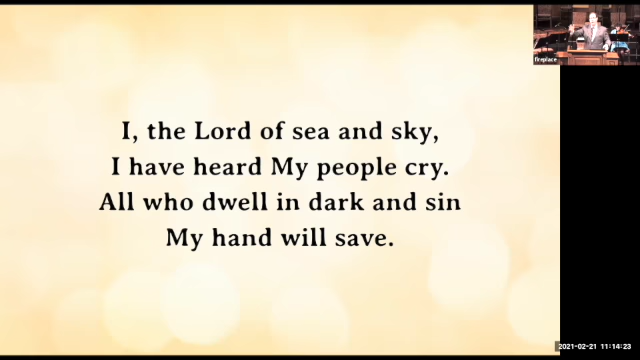 I, the Lord of sea and sky,
I have heard My people cry.
All who dwell in dark and sin
My hand will save.
fireplace
2021-02-21 11:14:23